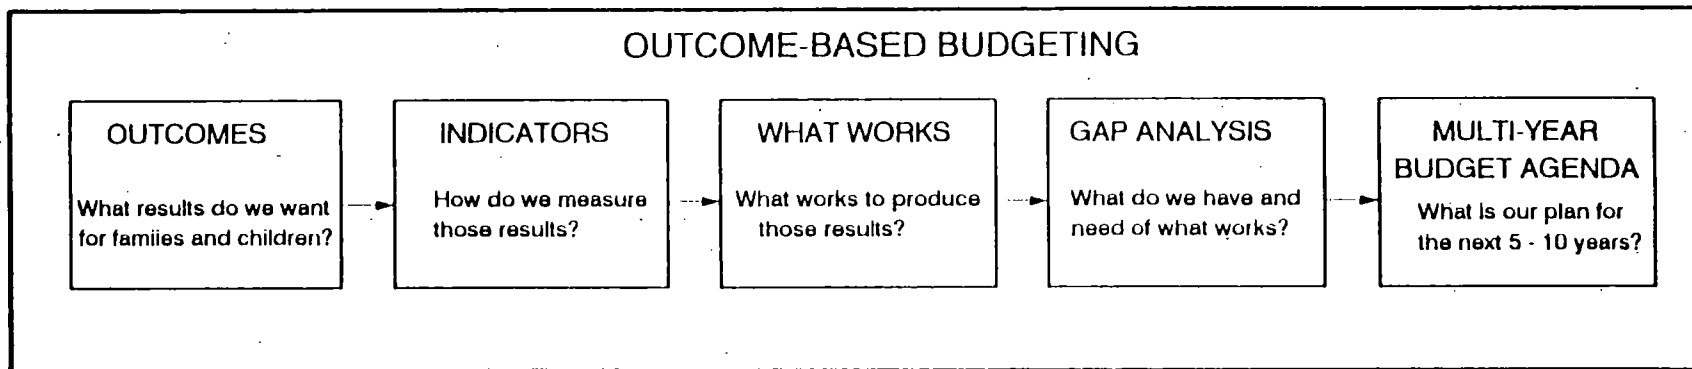 OUTCOME-BASED BUDGETING
OUTCOMES
What results do we want
for famiies and children?
INDICATORS
How do we measure
those results?
WHAT WORKS
What works to produce
those results?
GAP ANALYSIS
What do we have and
need of what works?
MULTI-YEAR
BUDGET AGENDA
What is our plan for
the next 5 - 10 years?